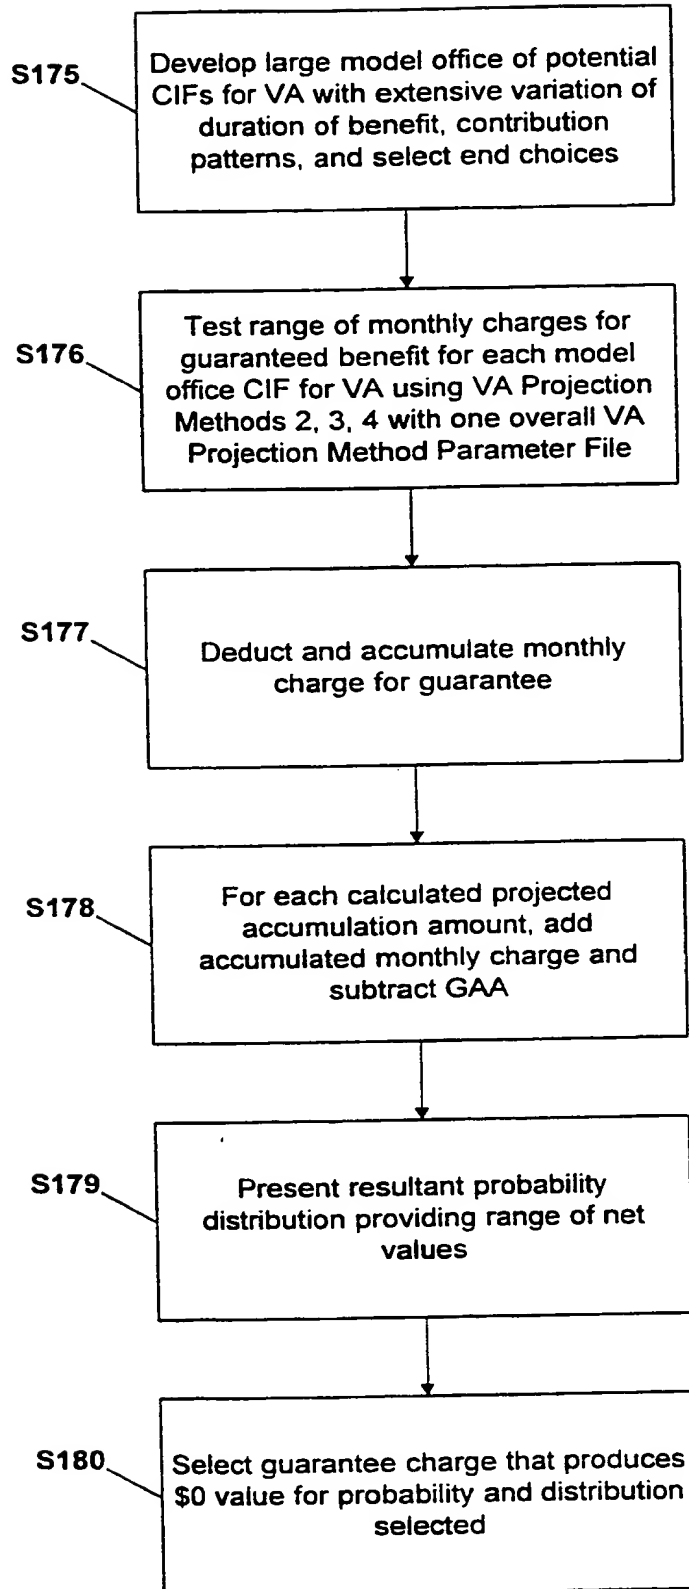 S175
Develop large model office of potential
CIFs for VA with extensive variation of
duration of benefit, contribution
patterns, and select end choices
S176
Test range of monthly charges for
guaranteed benefit for each model
office CIF for VA using VA Projection
Methods 2, 3, 4 with one overall VA
Projection Method Parameter File
S177
Deduct and accumulate monthly
charge for guarantee
S178
For each calculated projected
accumulation amount, add
accumulated monthly charge and
subtract GAA
S179
Present resultant probability
distribution providing range of net
values
S180
Select guarantee charge that produces
$0 value for probability and distribution
selected